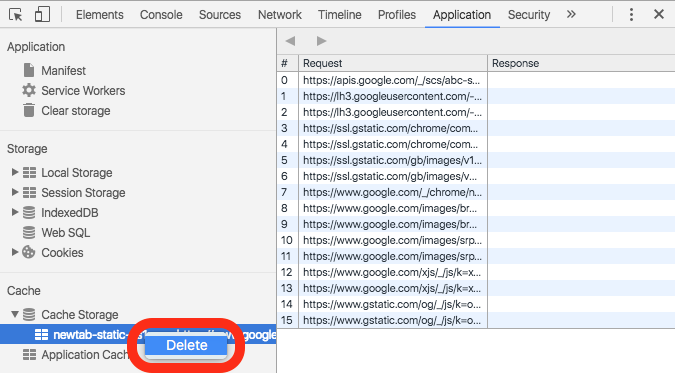 Elements Console Sources Network Timeline Profiles Application Security »
Application
Manifest
Service Workers
Clear storage
Storage
Local Storage
Session Storage
IndexedDB
Web SQL
Cookies
Cache
Cache Storage
newtab-static- google
Application Cach
Delete
# Request Response
0 https://apis.google.com/_/scs/abc-s...
1 https://lh3.googleusercontent.com/-...
2 https://lh3.googleusercontent.com/-...
3 https://ssl.gstatic.com/chrome/com...
4 https://ssl.gstatic.com/chrome/com...
5 https://ssl.gstatic.com/gb/images/v1...
6 https://ssl.gstatic.com/gb/images/v...
7 https://www.google.com/_/chrome/n...
8 https://www.google.com/images/br...
9 https://www.google.com/images/br...
10 https://www.google.com/images/srp...
11 https://www.google.com/images/srp...
12 https://www.google.com/xjs/_/js/k=x...
13 https://www.google.com/xjs/_/js/k=x...
14 https://www.gstatic.com/og/_/js/k=o...
15 https://www.gstatic.com/og/_/js/k=o...